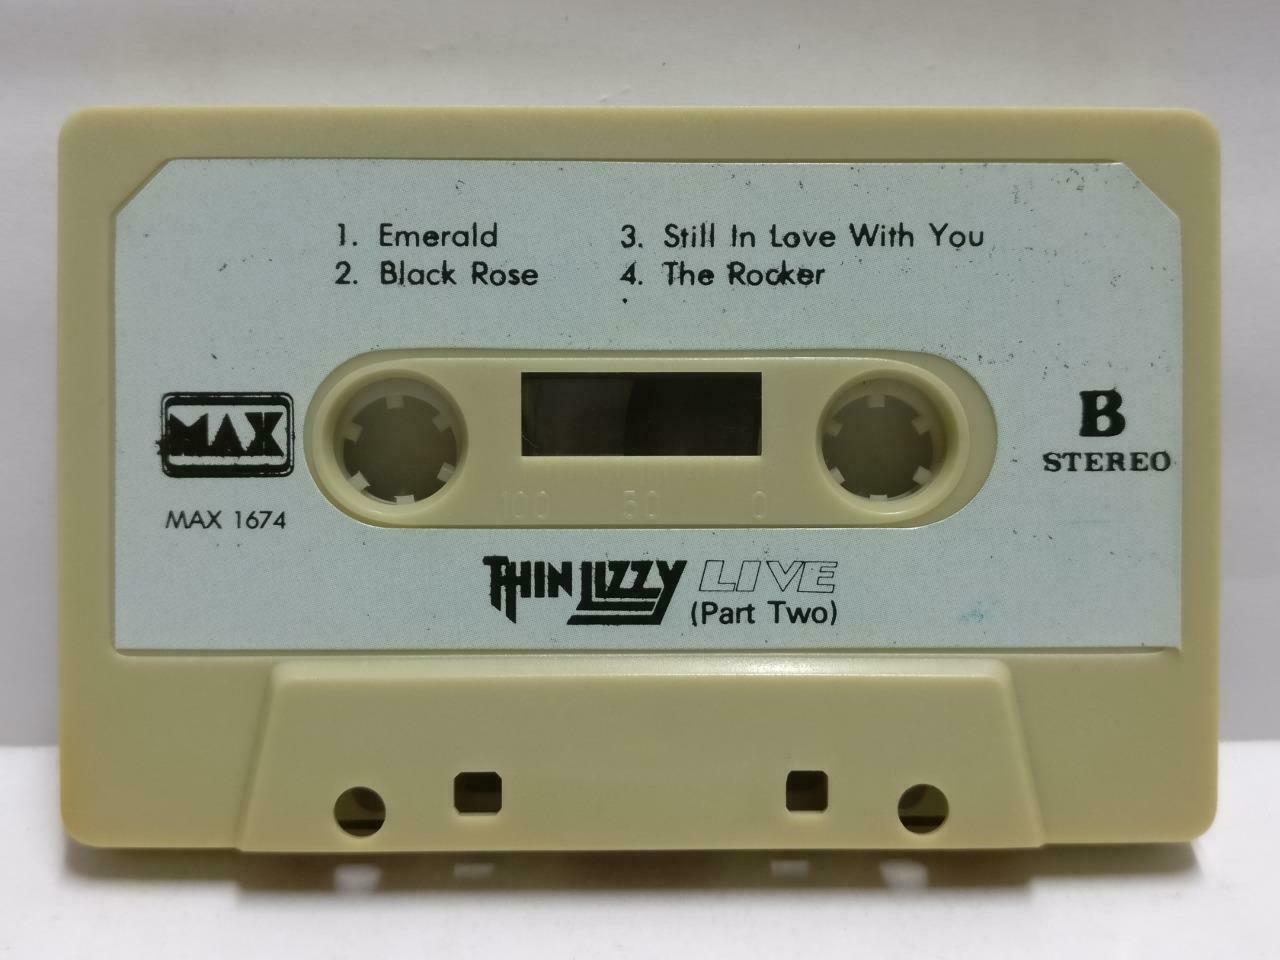 1. Emerald
2. Black Rose
3. Still In Love With You
4. The Rocker
MAX
MAX 1674
100 50 0
B
STEREO
THIN LIZZY LIVE
(Part Two)